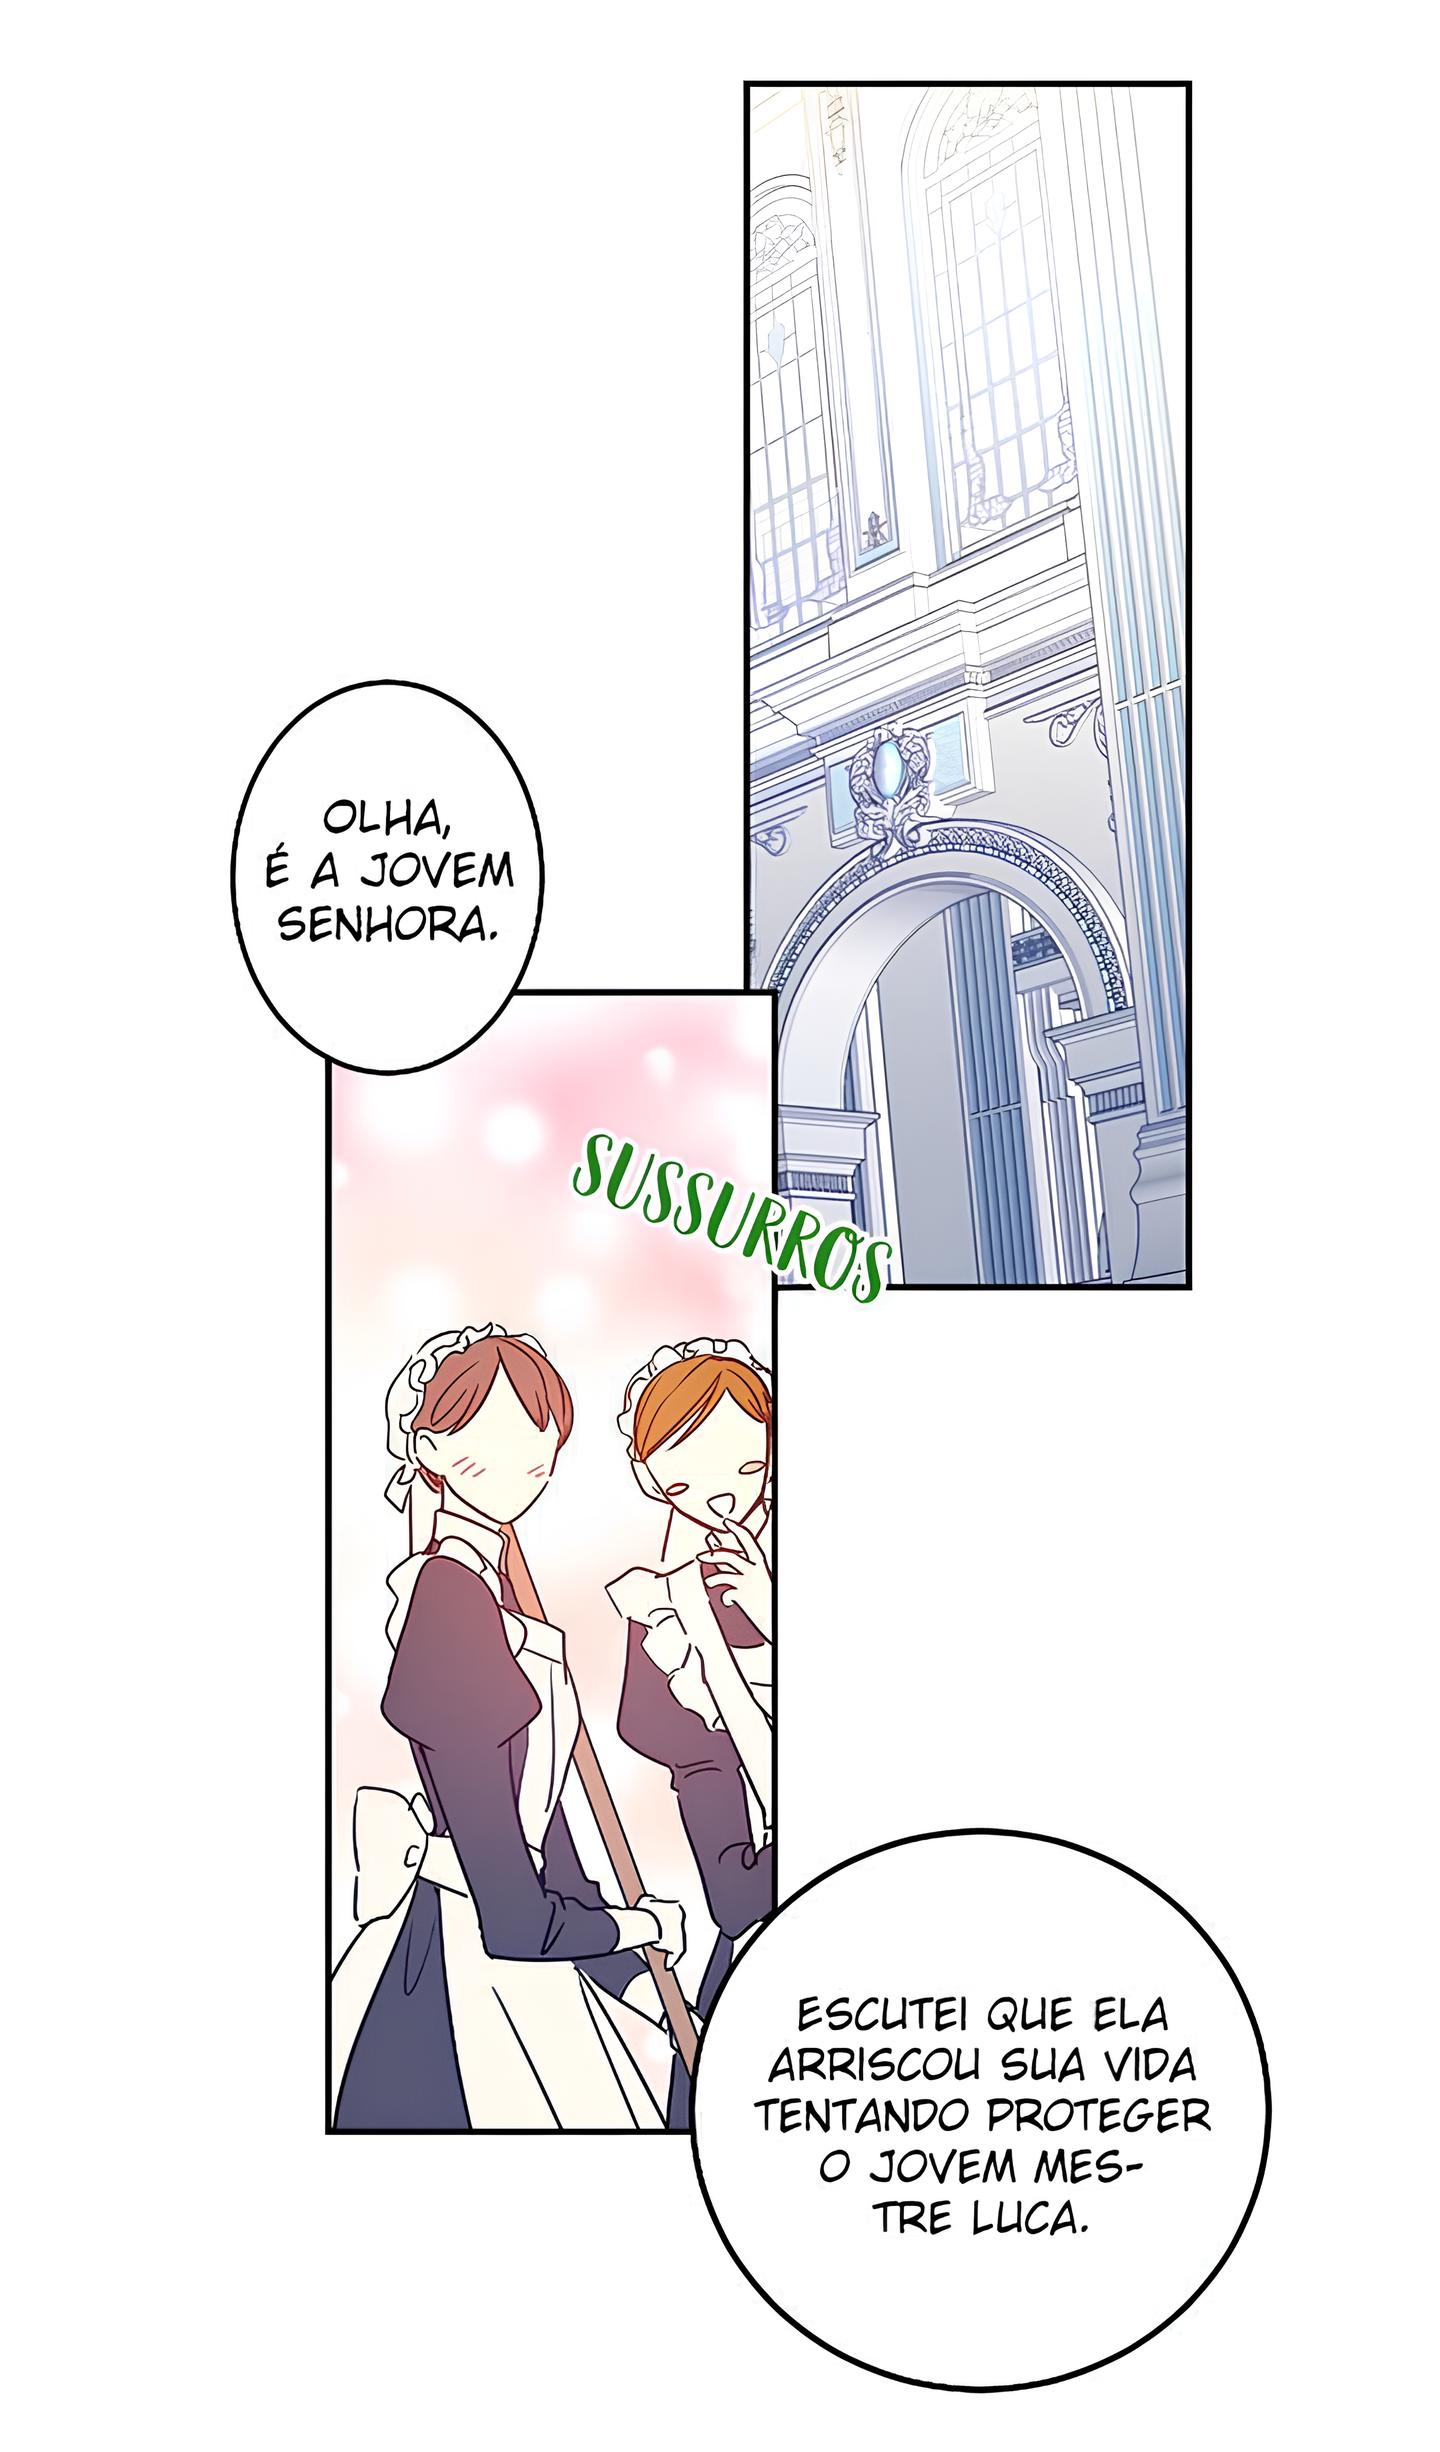 OLHA,
É A JOVEM
SENHORA.
SUSSURROS
ESCUTEI QUE ELA
ARRISCOU SUA VIDA
TENTANDO PROTEGER
O JOVEM MES-
TRE LUCA.